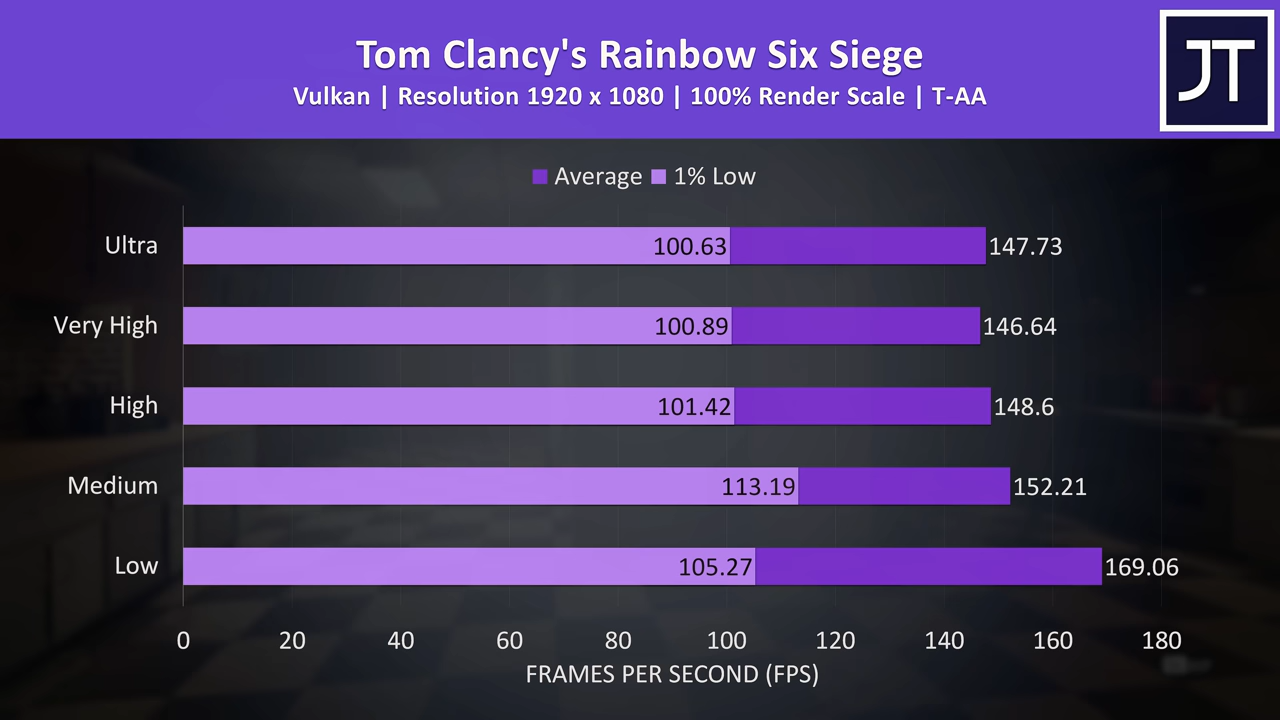 Tom Clancy's Rainbow Six Siege
Vulkan | Resolution 1920 x 1080 | 100% Render Scale | T-AA
JT
Average 1% Low
Ultra 100.63 147.73
Very High 100.89 146.64
High 101.42 148.6
Medium 113.19 152.21
Low 105.27 169.06
0 20 40 60 80 100 120 140 160 180
FRAMES PER SECOND (FPS)